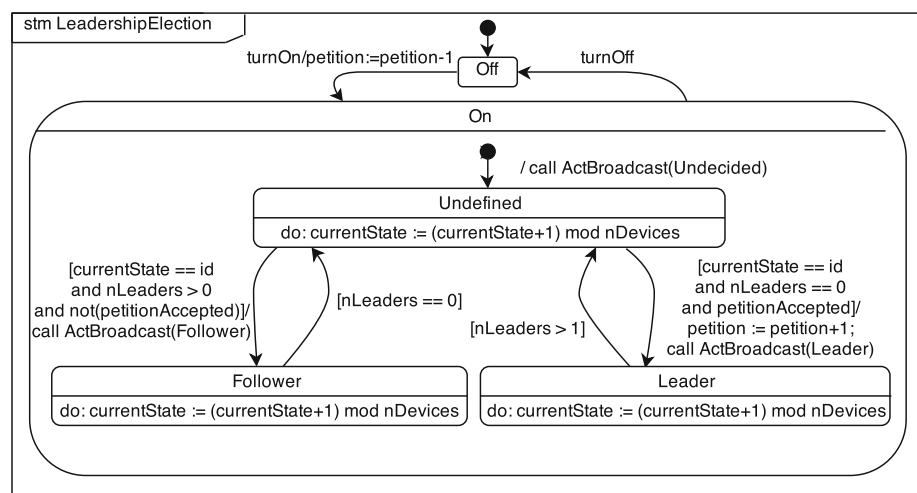 stm LeadershipElection
turnOn/petition:=petition-1
Off
turnOff
On
/ call ActBroadcast(Undecided)
Undefined
do: currentState := (currentState+1) mod nDevices
[currentState == id
and nLeaders > 0
and not(petitionAccepted)]/
call ActBroadcast(Follower)
[nLeaders == 0]
[nLeaders > 1]
[currentState == id
and nLeaders == 0
and petitionAccepted]/
petition := petition+1;
call ActBroadcast(Leader)
Follower
do: currentState := (currentState+1) mod nDevices
Leader
do: currentState := (currentState+1) mod nDevices